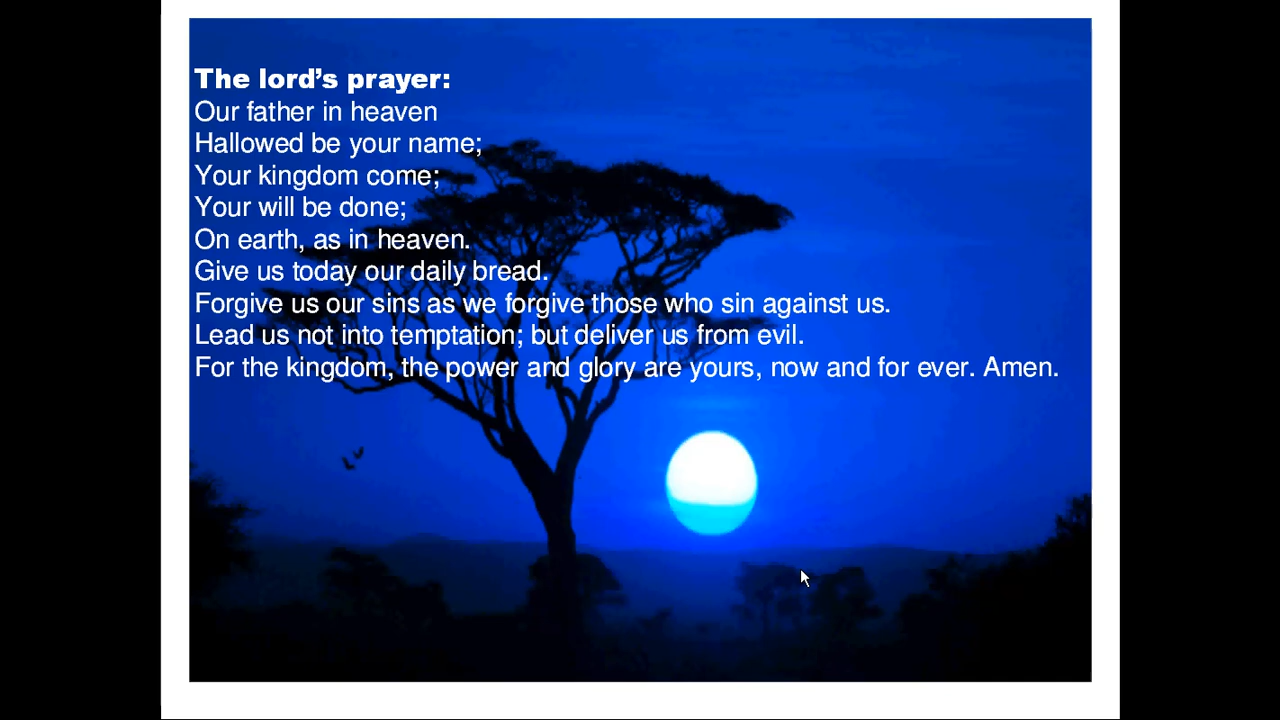 The lord’s prayer:
Our father in heaven
Hallowed be your name;
Your kingdom come;
Your will be done;
On earth, as in heaven.
Give us today our daily bread.
Forgive us our sins as we forgive those who sin against us.
Lead us not into temptation; but deliver us from evil.
For the kingdom, the power and glory are yours, now and for ever. Amen.